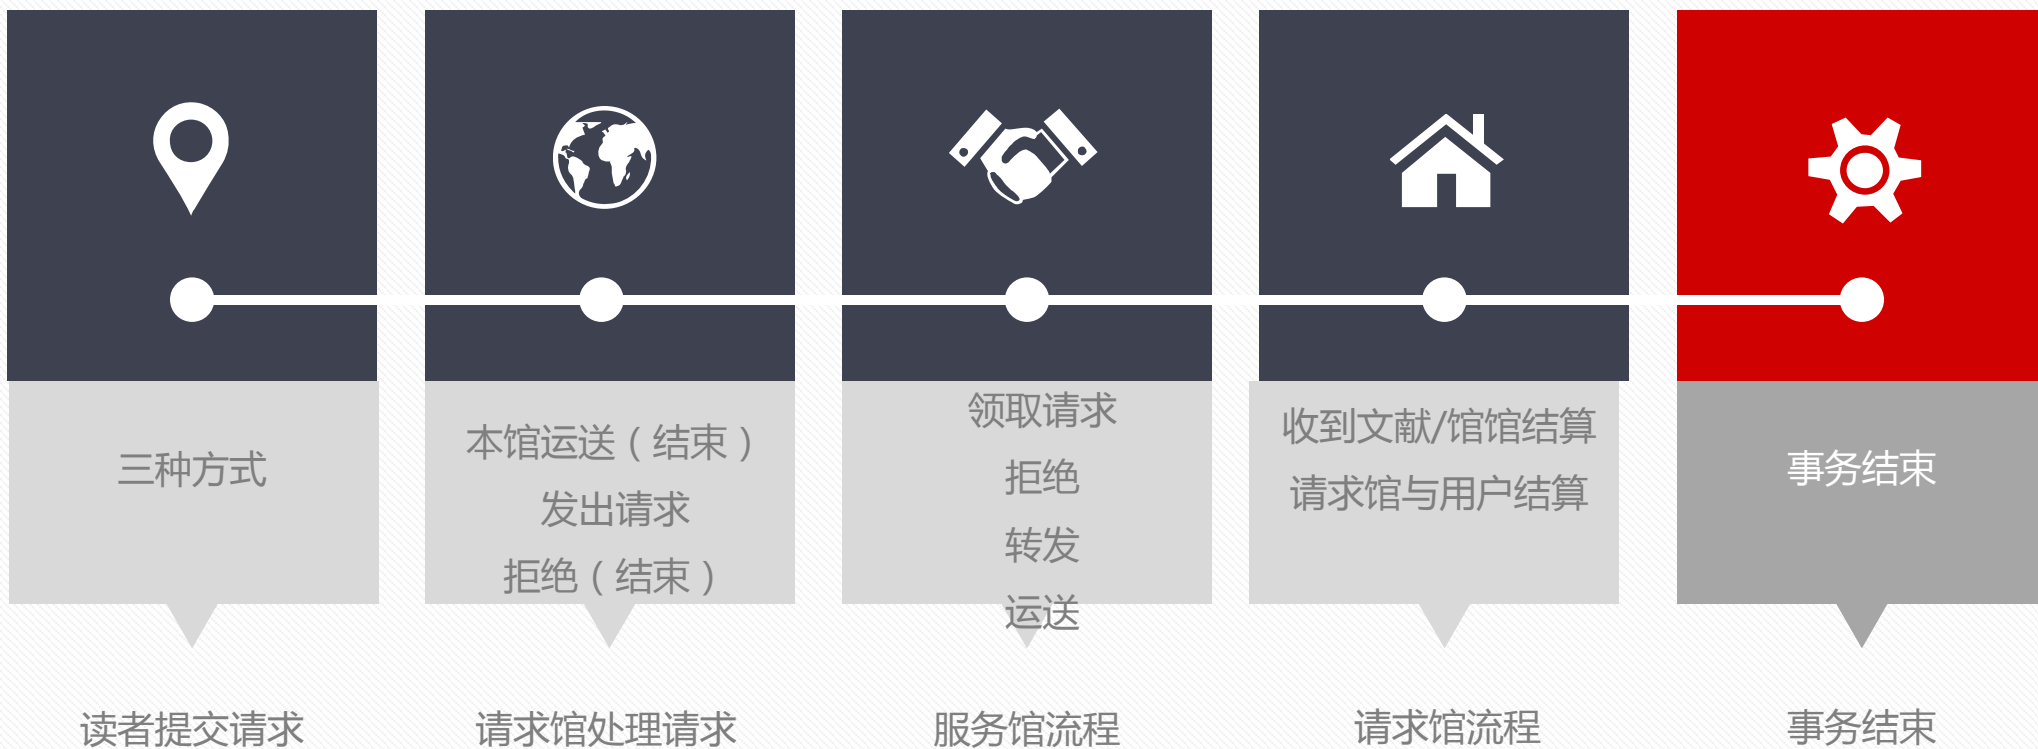 三种方式
本馆运送（结束）
发出请求
拒绝（结束）
领取请求
拒绝
转发
运送
收到文献/馆馆结算
请求馆与用户结算
事务结束
读者提交请求
请求馆处理请求
服务馆流程
请求馆流程
事务结束